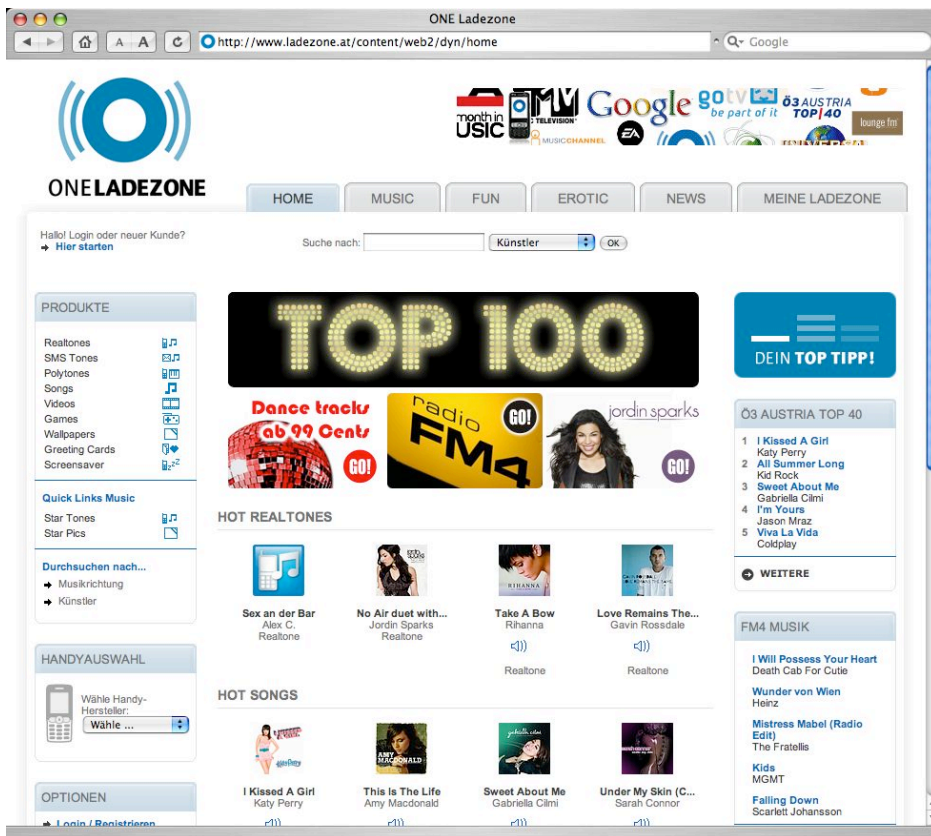 ONE Ladezone
A A C
http://www.ladezone.at/content/web2/dyn/home
Google
ONELADEZONE
month in
USIC
MTV
TELEVISION
MUSICCHANNEL
Google
EA
gotv
be part of it
Ö3 AUSTRIA
TOP|40
lounge fm
HOME
MUSIC
FUN
EROTIC
NEWS
MEINE LADEZONE
Hallo! Login oder neuer Kunde?
Hier starten
Suche nach:
Künstler
OK
PRODUKTE
Realtones
SMS Tones
Polytones
Songs
Videos
Games
Wallpapers
Greeting Cards
Screensaver
Quick Links Music
Star Tones
Star Pics
Durchsuchen nach...
Musikrichtung
Künstler
HANDYAUSWAHL
Wähle Handy-
Hersteller:
Wähle ...
OPTIONEN
Login / Registrieren
TOP 100
Dance tracks
ab 99 Cents
GO!
radio
FM4
GO!
jordin sparks
GO!
HOT REALTONES
Sex an der Bar
Alex C.
Realtone
No Air duet with...
Jordin Sparks
Realtone
RIHANNA
Take A Bow
Rihanna
Realtone
Love Remains The...
Gavin Rossdale
Realtone
HOT SONGS
I Kissed A Girl
Katy Perry
AMY
MACDONALD
This Is The Life
Amy Macdonald
Sweet About Me
Gabriella Cilmi
Under My Skin (C...
Sarah Connor
DEIN TOP TIPP!
Ö3 AUSTRIA TOP 40
1 I Kissed A Girl
Katy Perry
2 All Summer Long
Kid Rock
3 Sweet About Me
Gabriella Cilmi
4 I'm Yours
Jason Mraz
5 Viva La Vida
Coldplay
WEITERE
FM4 MUSIK
I Will Possess Your Heart
Death Cab For Cutie
Wunder von Wien
Heinz
Mistress Mabel (Radio
Edit)
The Fratellis
Kids
MGMT
Falling Down
Scarlett Johansson